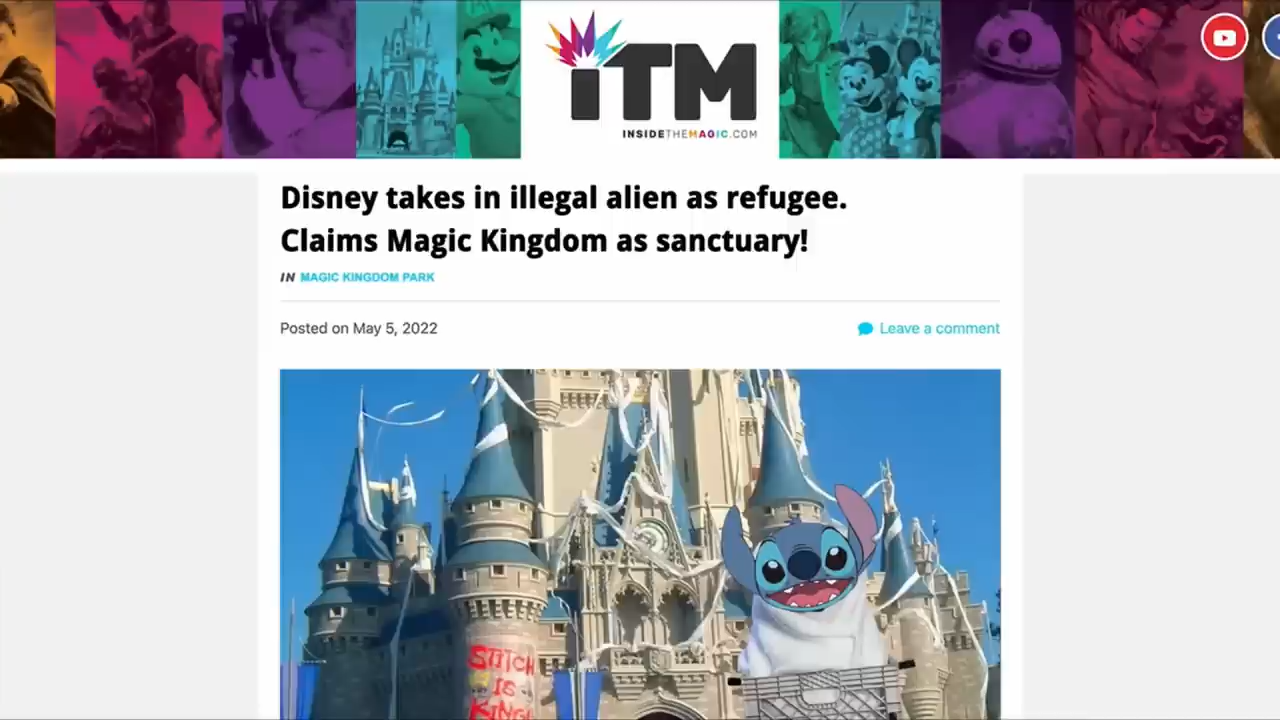 iTM
INSIDETHEMAGIC.COM
Disney takes in illegal alien as refugee.
Claims Magic Kingdom as sanctuary!
IN MAGIC KINGDOM PARK
Posted on May 5, 2022
Leave a comment
STITCH
IS
KING!